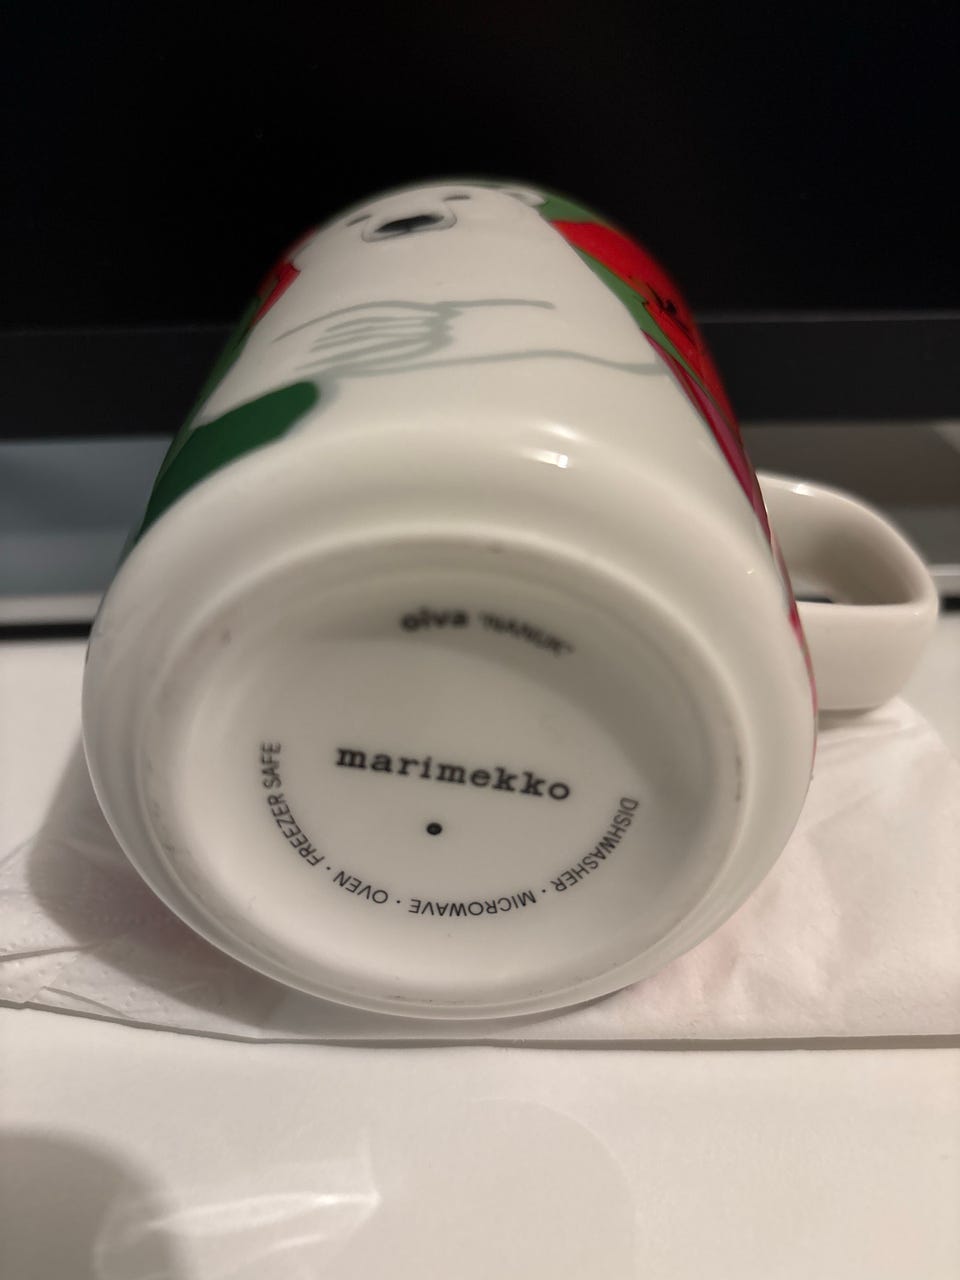 oiva "NANUK"
marimekko
DISHWASHER · MICROWAVE · OVEN · FREEZER SAFE